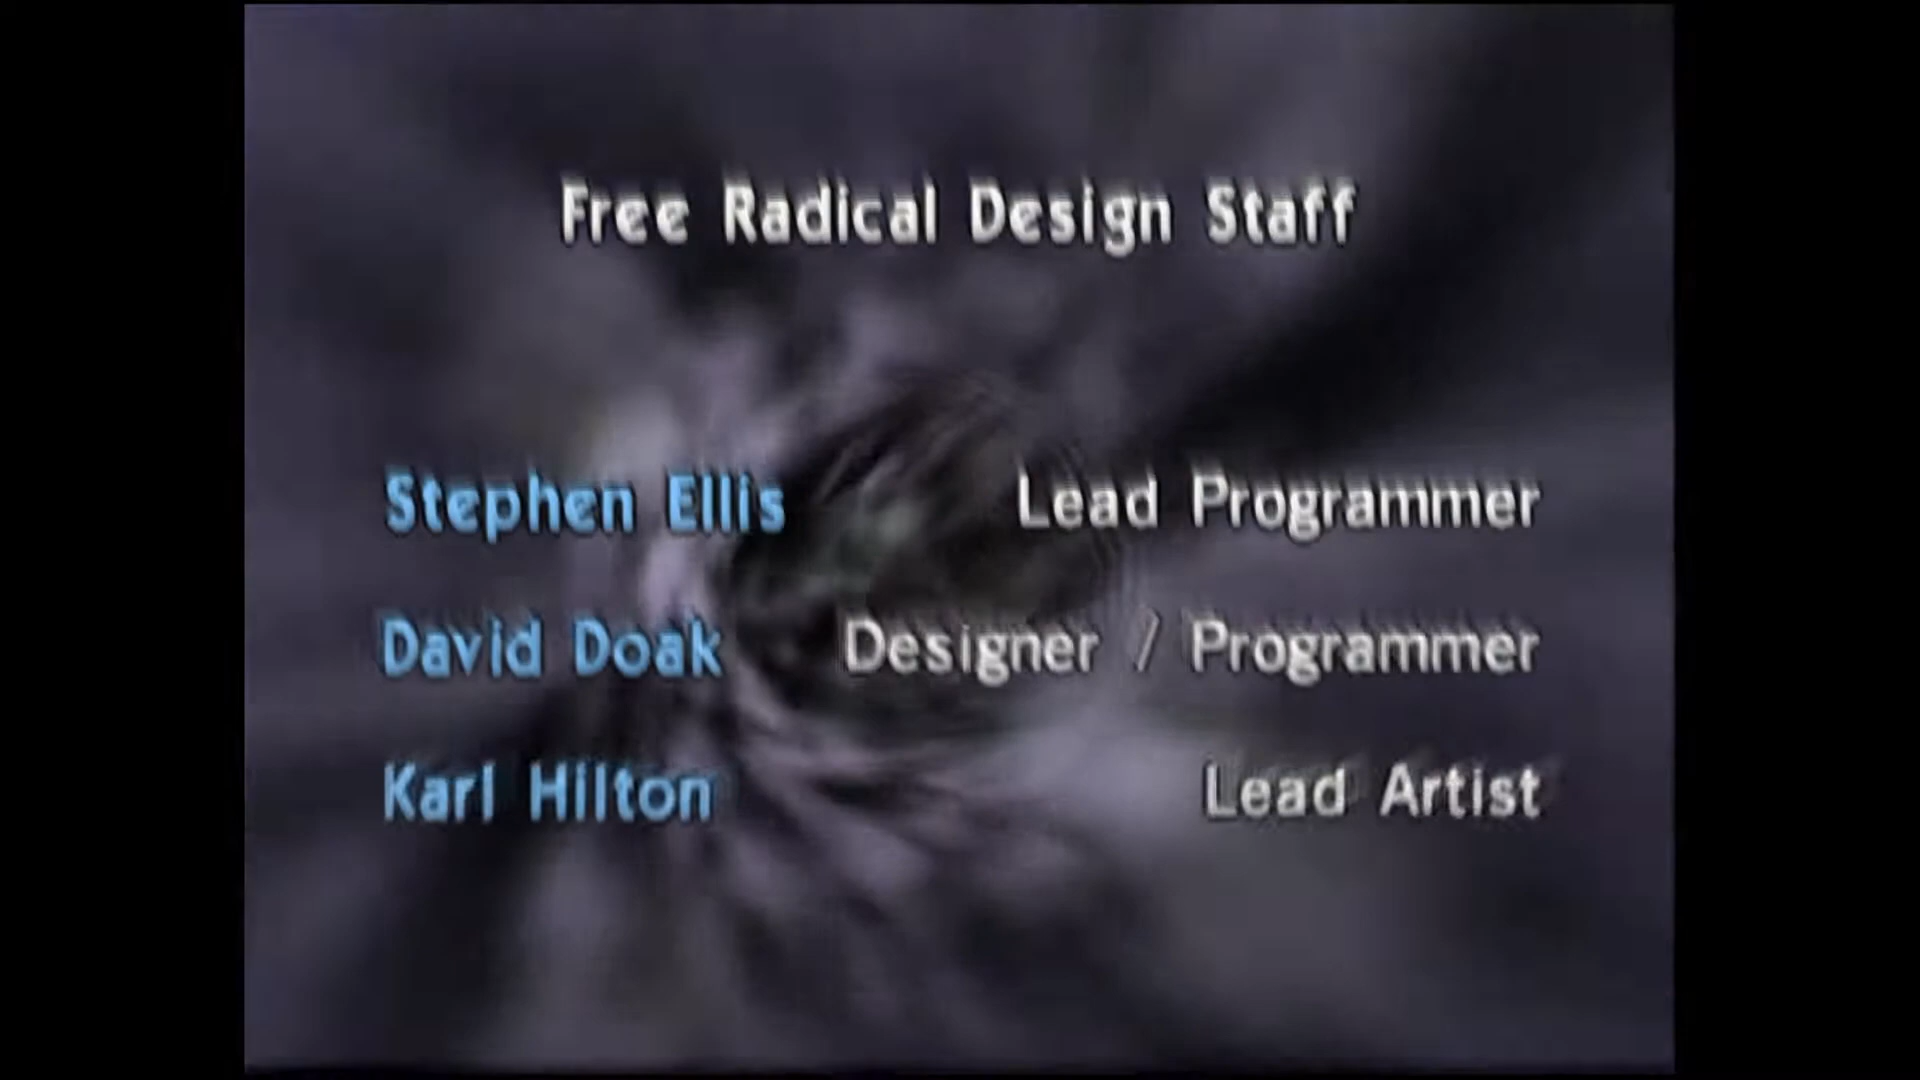 Free Radical Design Staff
Stephen Ellis Lead Programmer
David Doak Designer / Programmer
Karl Hilton Lead Artist